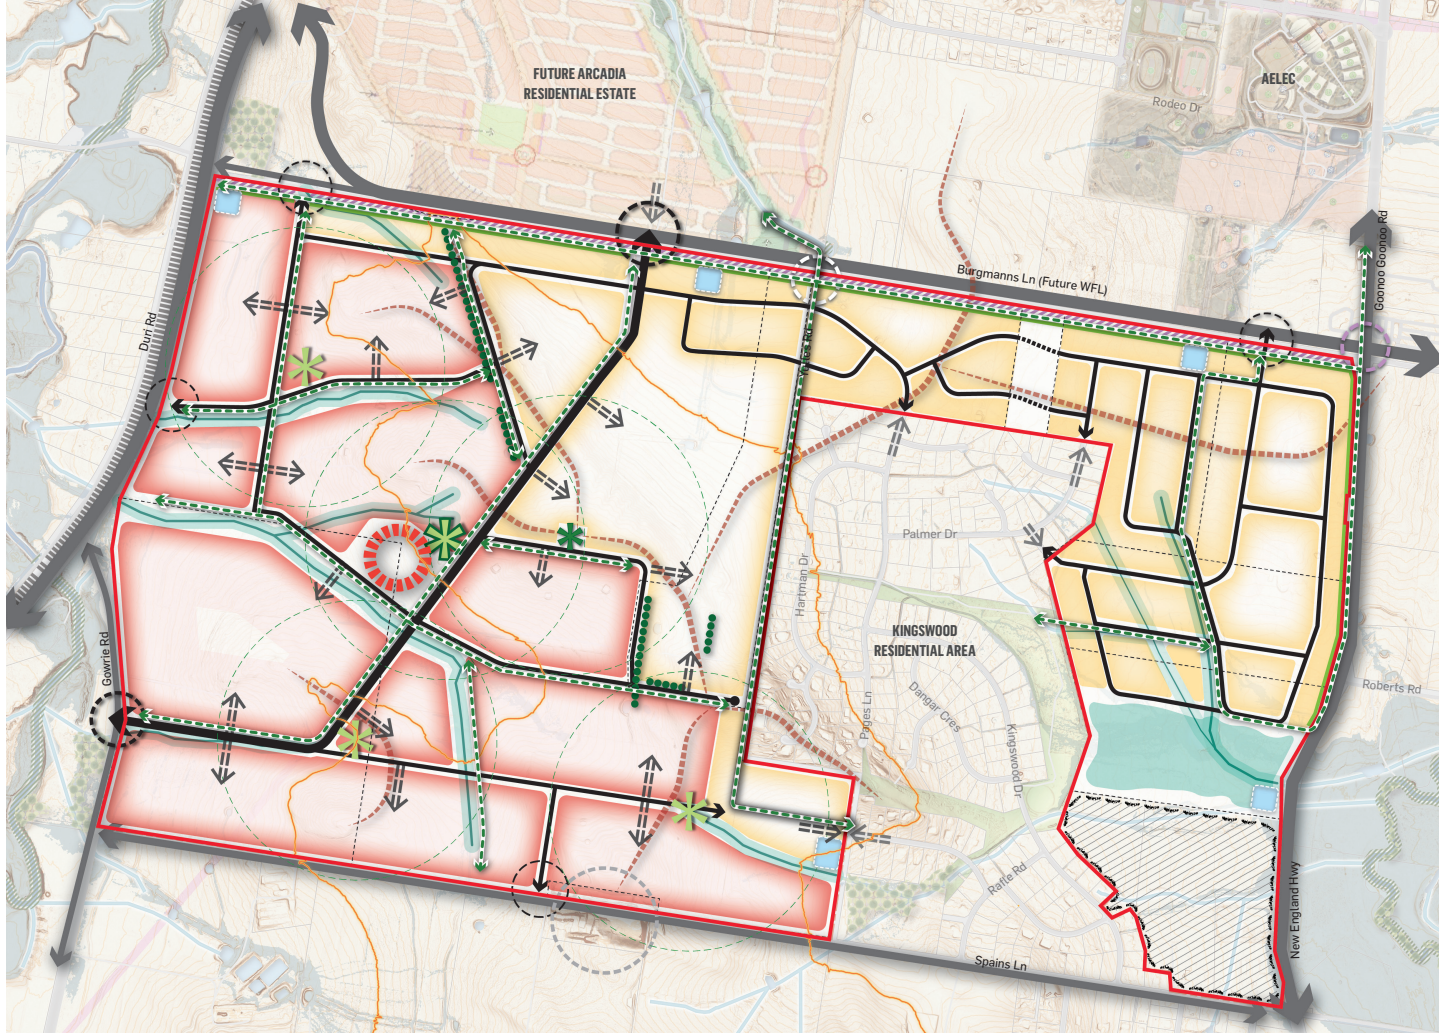 FUTURE ARCADIA
RESIDENTIAL ESTATE
AELEC
Rodeo Dr
Goonoo Goonoo Rd
Burgmanns Ln (Future WFL)
Duri Rd
Palmer Dr
Hartman Dr
KINGSWOOD
RESIDENTIAL AREA
Gowrie Rd
Roberts Rd
Pages Ln
Dangar Cres
Kingswood Dr
Rafle Rd
New England Hwy
Spains Ln